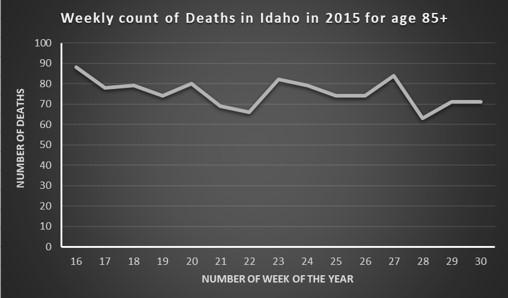 Weekly count of Deaths in Idaho in 2015 for age 85+
100
90
80
70
60
50
40
30
20
10
0
NUMBER OF DEATHS
16 17 18 19 20 21 22 23 24 25 26 27 28 29 30
NUMBER OF WEEK OF THE YEAR